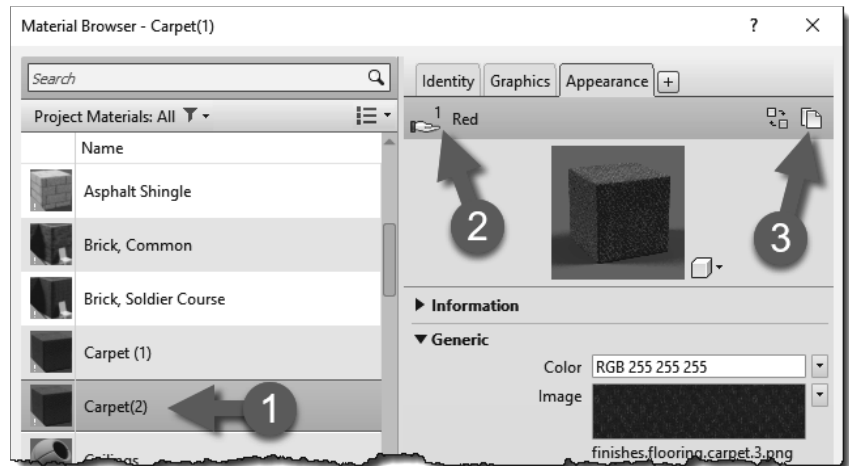 Material Browser - Carpet(1)
?
Search
Project Materials: All
Name
Asphalt Shingle
Brick, Common
Brick, Soldier Course
Carpet (1)
Carpet(2)
Ceilings
Identity Graphics Appearance +
1 Red
Information
Generic
Color RGB 255 255 255
Image
finishes.flooring.carpet.3.png
1
2
3